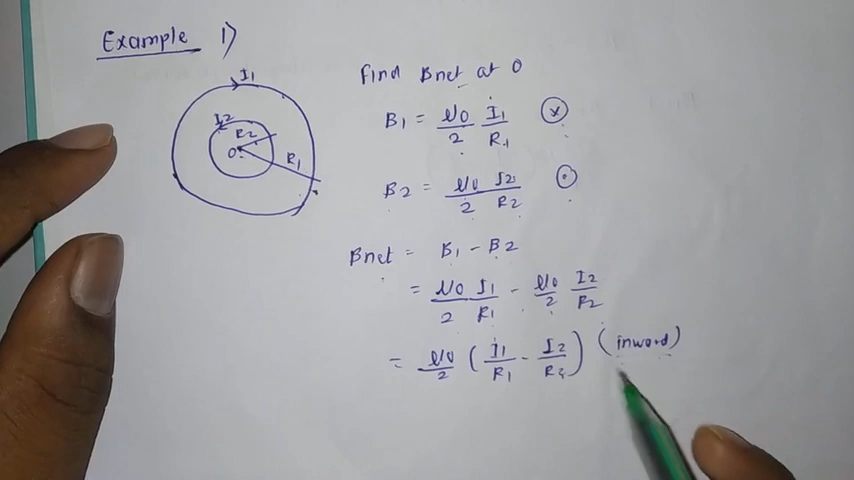 Example 1)
I1
I2
R2
O
R1
Find Bnet at O
B1 = μ0/2 I1/R1 ⊗
B2 = μ0/2 I2/R2 ⊙
Bnet = B1 - B2
= μ0/2 I1/R1 - μ0/2 I2/R2
= μ0/2 (I1/R1 - I2/R2) (inward)